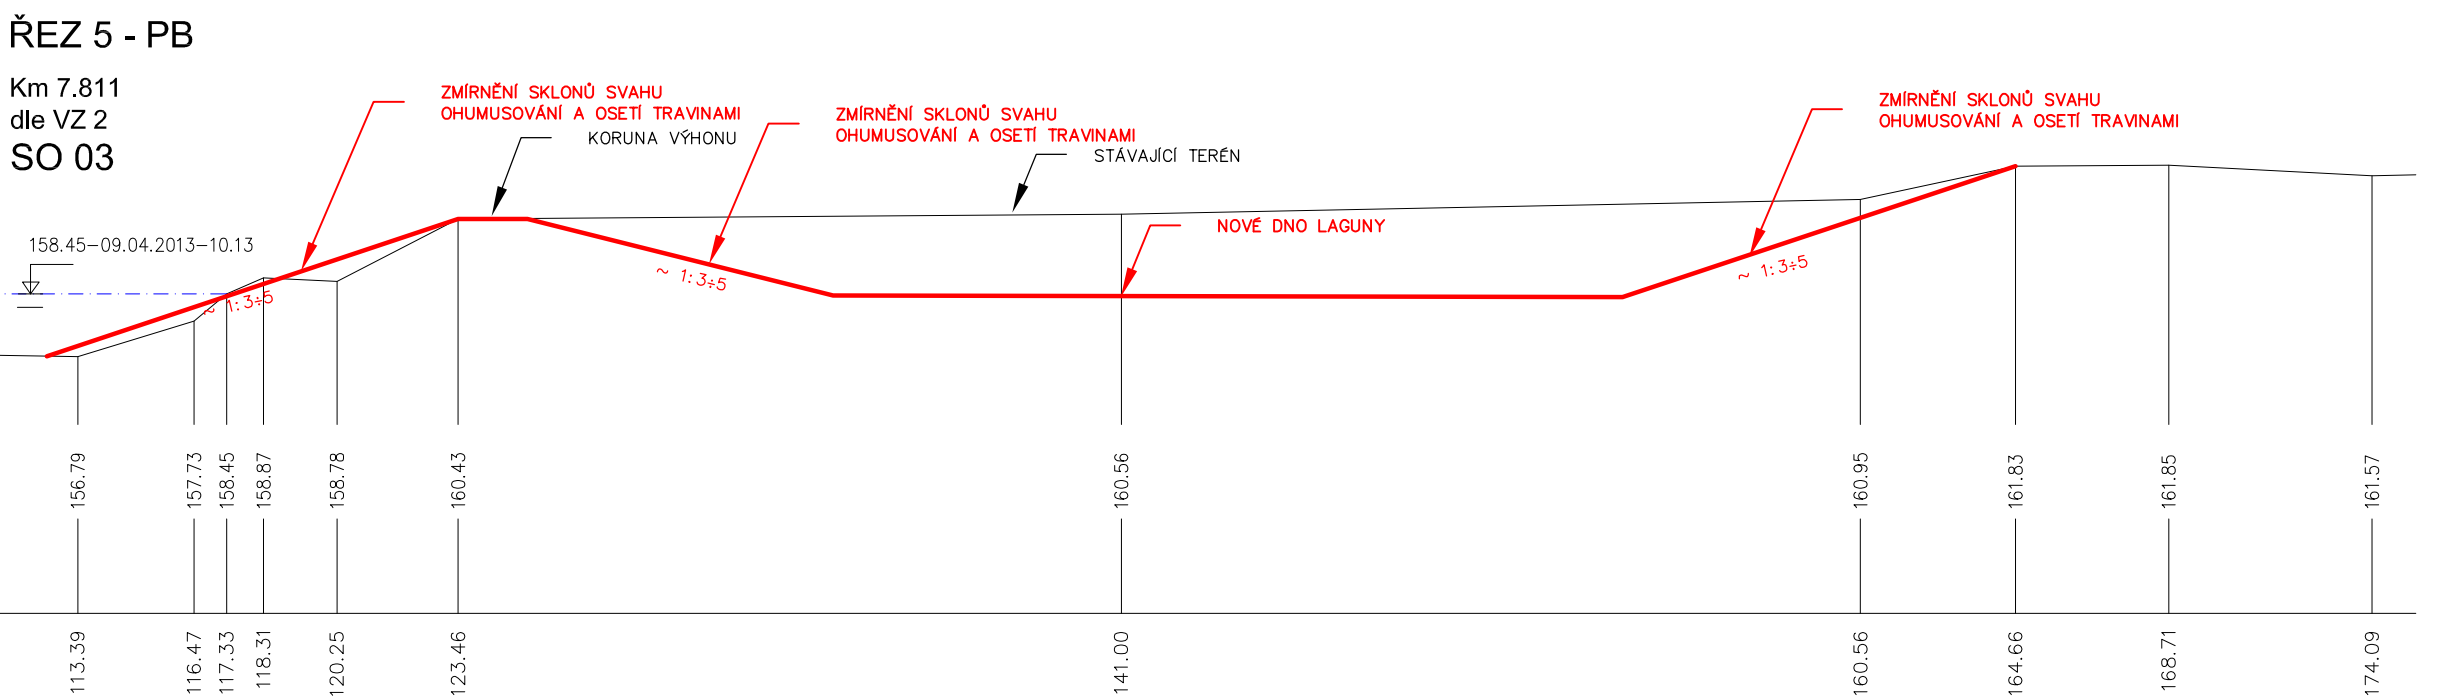 ŘEZ 5 - PB
Km 7.811
dle VZ 2
SO 03
ZMÍRNĚNÍ SKLONŮ SVAHU
OHUMUSOVÁNÍ A OSETÍ TRAVINAMI
KORUNA VÝHONU
ZMÍRNĚNÍ SKLONŮ SVAHU
OHUMUSOVÁNÍ A OSETÍ TRAVINAMI
STÁVAJÍCÍ TERÉN
ZMÍRNĚNÍ SKLONŮ SVAHU
OHUMUSOVÁNÍ A OSETÍ TRAVINAMI
NOVÉ DNO LAGUNY
158.45-09.04.2013-10.13
~ 1:3÷5
~ 1:3÷5
~ 1:3÷5
156.79
157.73
158.45
158.87
158.78
160.43
160.56
160.95
161.83
161.85
161.57
113.39
116.47
117.33
118.31
120.25
123.46
141.00
160.56
164.66
168.71
174.09